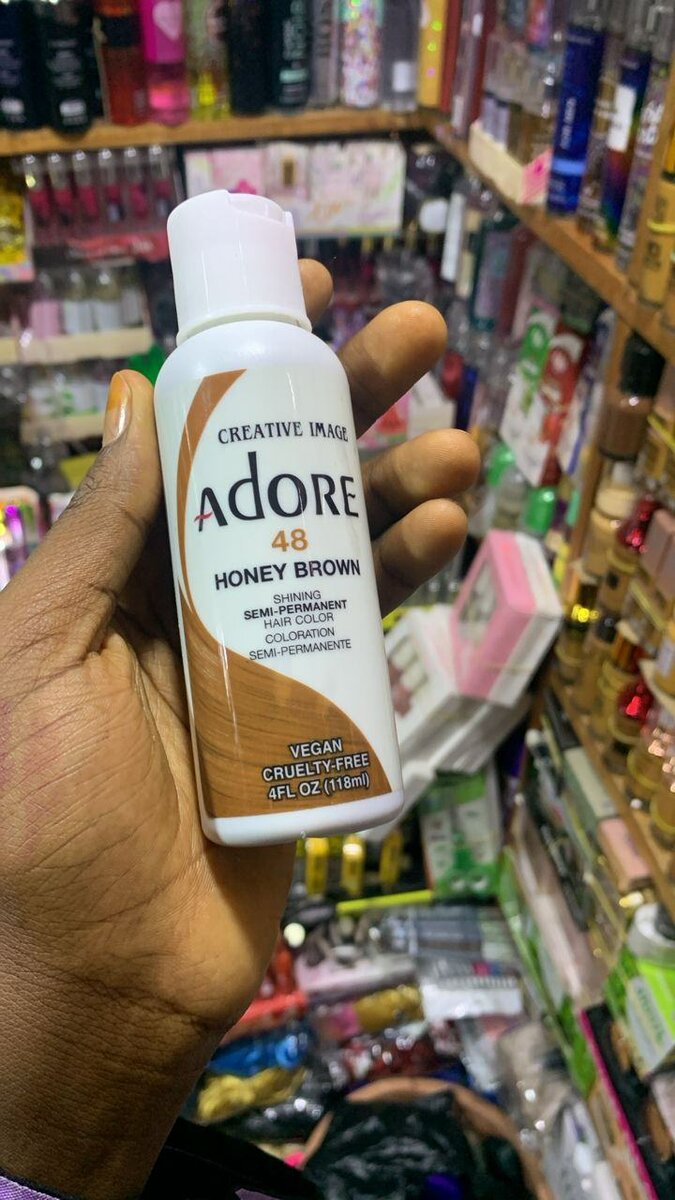 CREATIVE IMAGE
ADORE
48
HONEY BROWN
SHINING
SEMI-PERMANENT
HAIR COLOR
COLORATION
SEMI-PERMANENTE
VEGAN
CRUELTY-FREE
4FL OZ (118ml)